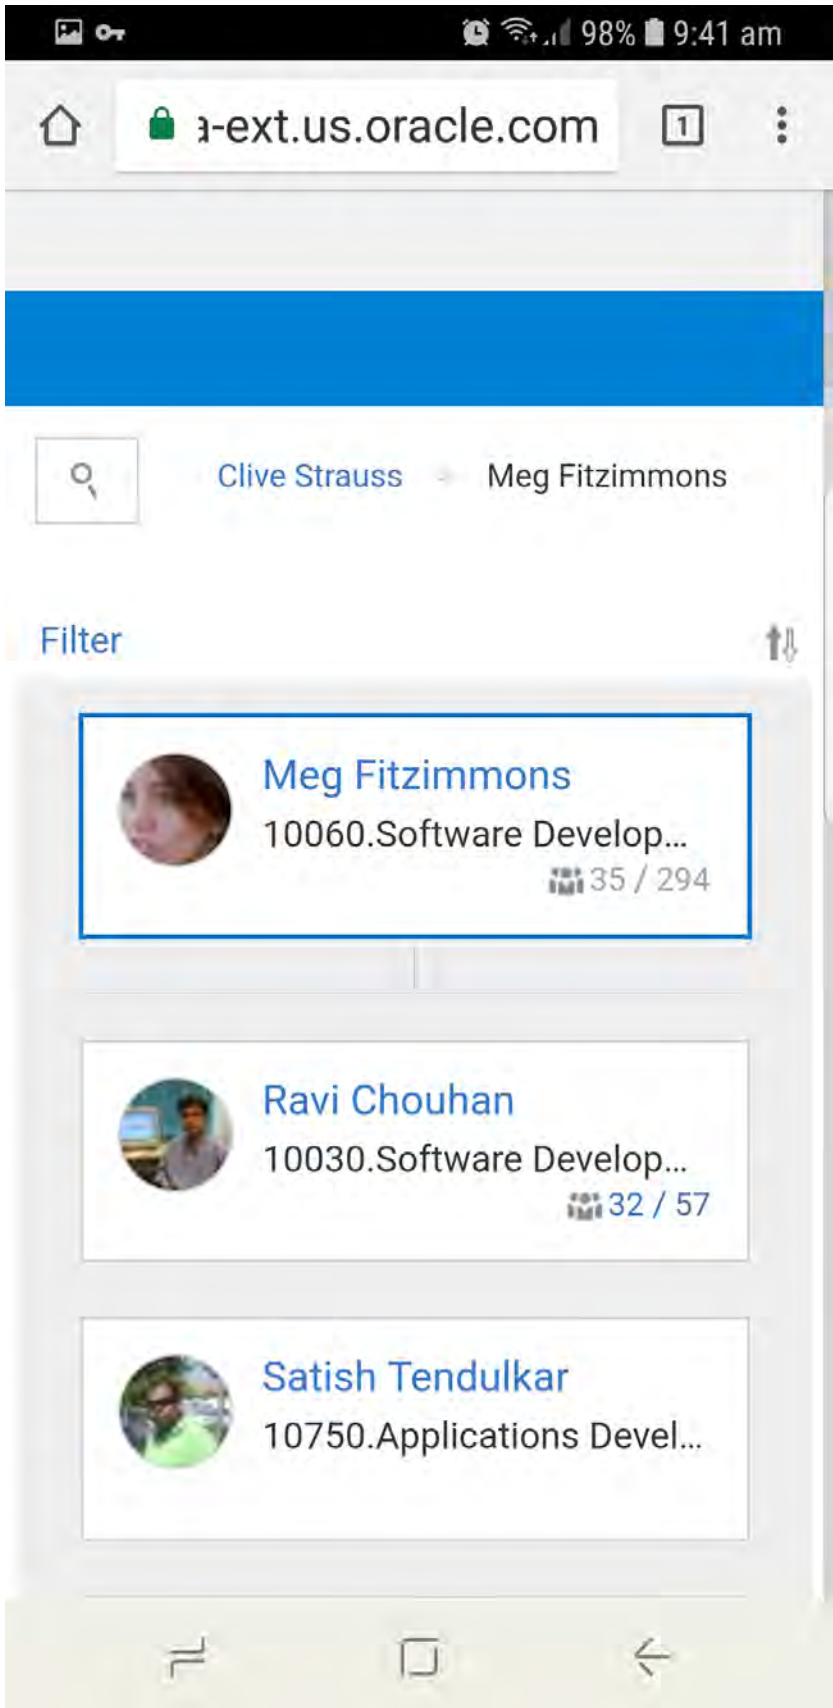 98% 9:41 am
a-ext.us.oracle.com 1
Clive Strauss Meg Fitzimmons
Filter
Meg Fitzimmons
10060.Software Develop...
35 / 294
Ravi Chouhan
10030.Software Develop...
32 / 57
Satish Tendulkar
10750.Applications Devel...